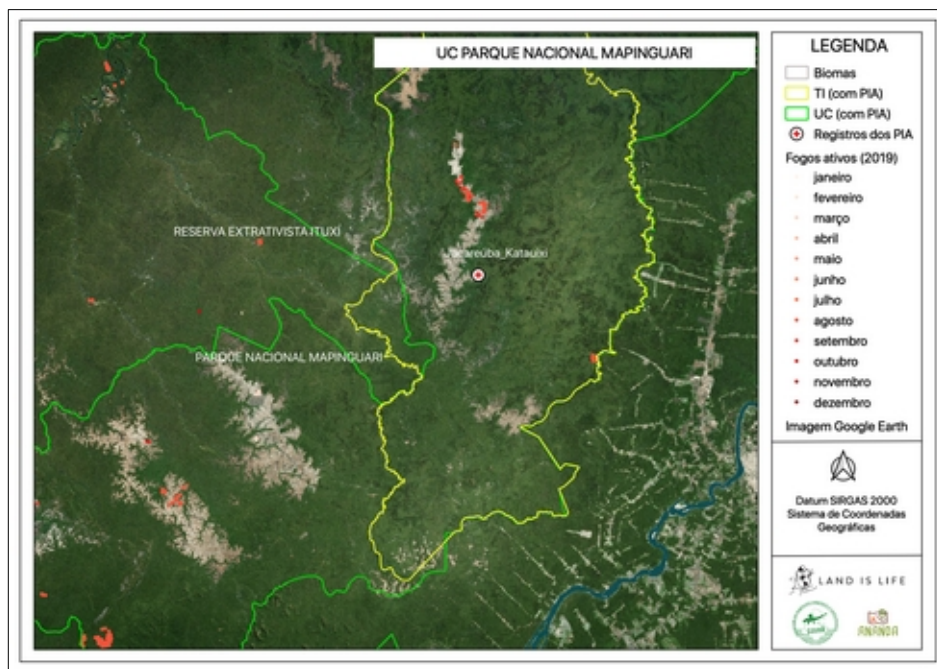 UC PARQUE NACIONAL MAPINGUARI
RESERVA EXTRATIVISTA ITUXÍ
Jacareuba_Katauixi
PARQUE NACIONAL MAPINGUARI
LEGENDA
Biomas
TI (com PIA)
UC (com PIA)
Registros dos PIA
Fogos ativos (2019)
janeiro
fevereiro
março
abril
maio
junho
julho
agosto
setembro
outubro
novembro
dezembro
Imagem Google Earth
Datum SIRGAS 2000
Sistema de Coordenadas
Geográficas
LAND IS LIFE
ANANDA